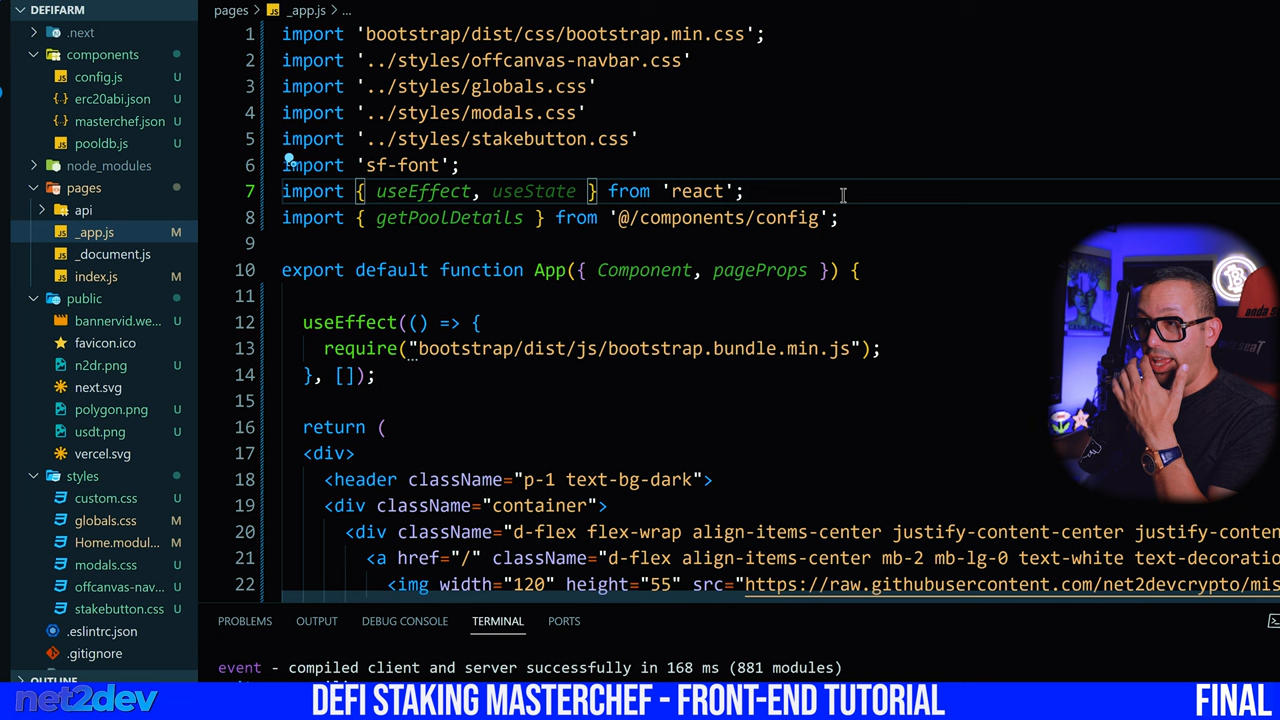 DEFIFARM
.next
components
config.js U
erc20abi.json U
masterchef.json U
pooldb.js U
node_modules
pages
api
_app.js M
_document.js
index.js M
public
bannervid.we... U
favicon.ico
n2dr.png U
next.svg
polygon.png U
usdt.png U
vercel.svg
styles
custom.css U
globals.css M
Home.modul... M
modals.css U
offcanvas-nav... U
stakebutton.css U
.eslintrc.json
.gitignore
OUTLINE
pages > _app.js > ...
1 import 'bootstrap/dist/css/bootstrap.min.css';
2 import '../styles/offcanvas-navbar.css'
3 import '../styles/globals.css'
4 import '../styles/modals.css'
5 import '../styles/stakebutton.css'
6 import 'sf-font';
7 import { useEffect, useState } from 'react';
8 import { getPoolDetails } from '@/components/config';
9
10 export default function App({ Component, pageProps }) {
11
12 useEffect(() => {
13 require("bootstrap/dist/js/bootstrap.bundle.min.js");
14 }, []);
15
16 return (
17 <div>
18 <header className="p-1 text-bg-dark">
19 <div className="container">
20 <div className="d-flex flex-wrap align-items-center justify-content-center justify-conten
21 <a href="/" className="d-flex align-items-center mb-2 mb-lg-0 text-white text-decoratio
22 <img width="120" height="55" src="https://raw.githubusercontent.com/net2devcrypto/mis
PROBLEMS OUTPUT DEBUG CONSOLE TERMINAL PORTS
event - compiled client and server successfully in 168 ms (881 modules)
net2dev DEFI STAKING MASTERCHEF - FRONT-END TUTORIAL FINAL